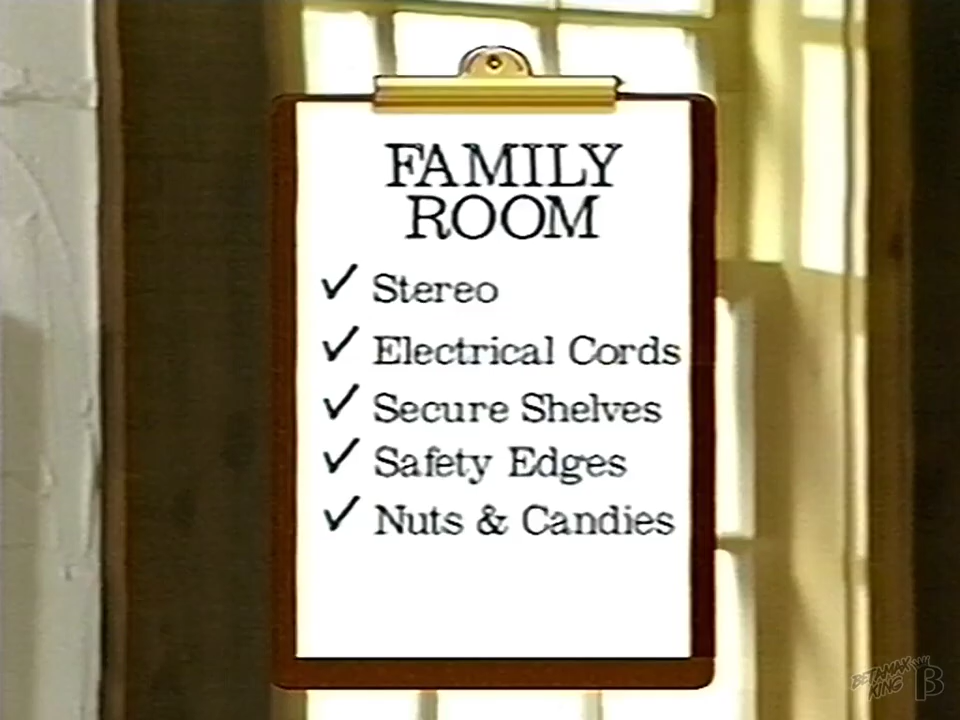 FAMILY
ROOM
✓ Stereo
✓ Electrical Cords
✓ Secure Shelves
✓ Safety Edges
✓ Nuts & Candies
BETAMAX
KING β